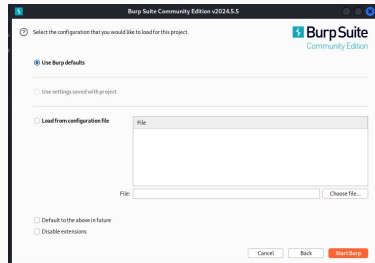 Burp Suite Community Edition v2024.5.5
Select the configuration that you would like to load for this project.
Burp Suite
Community Edition
Use Burp defaults
Use settings saved with project
Load from configuration file
File
File:
Choose file...
Default to the above in future
Disable extensions
Cancel
Back
Start Burp